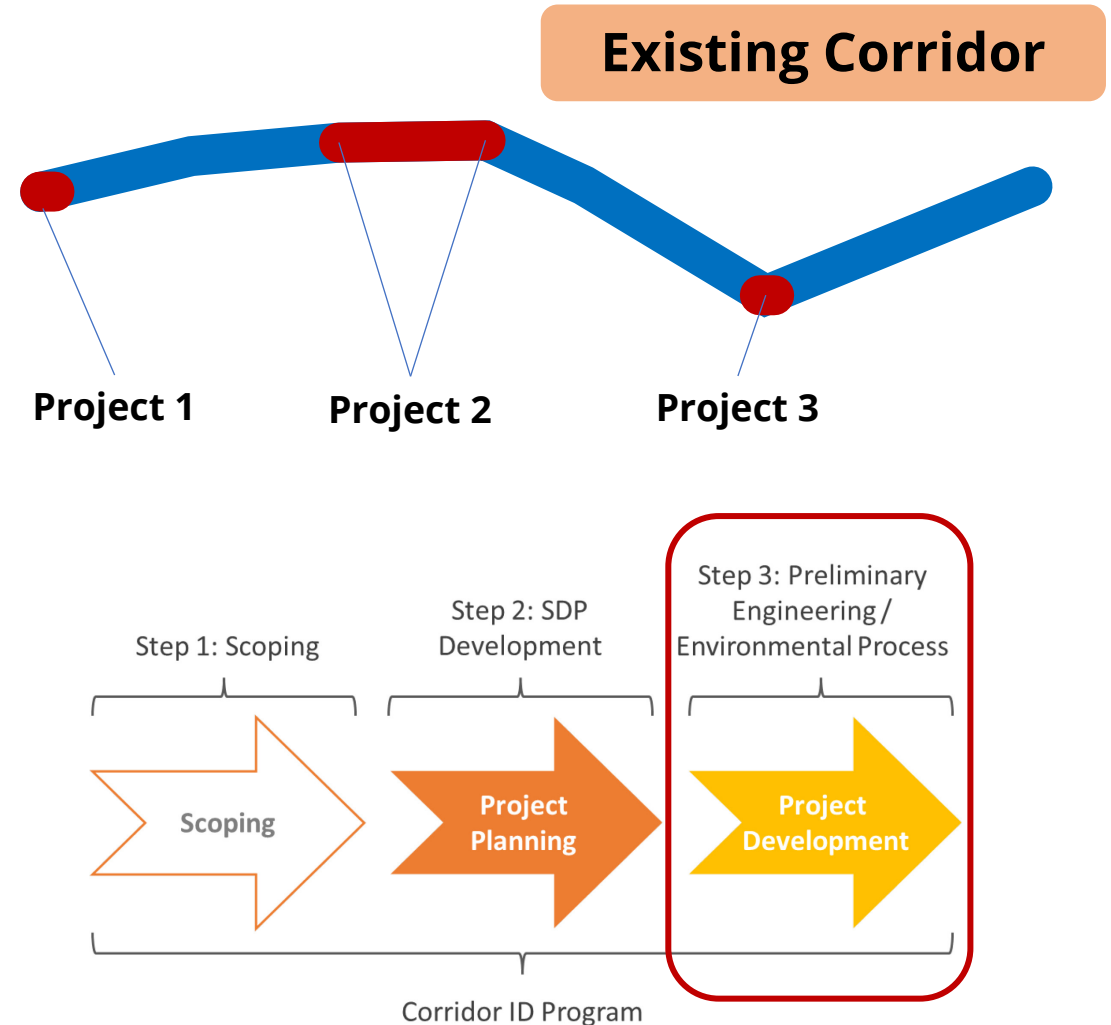 Existing Corridor
Project 1
Project 2
Project 3
Step 1: Scoping
Step 2: SDP
Development
Step 3: Preliminary
Engineering /
Environmental Process
Scoping
Project
Planning
Project
Development
Corridor ID Program